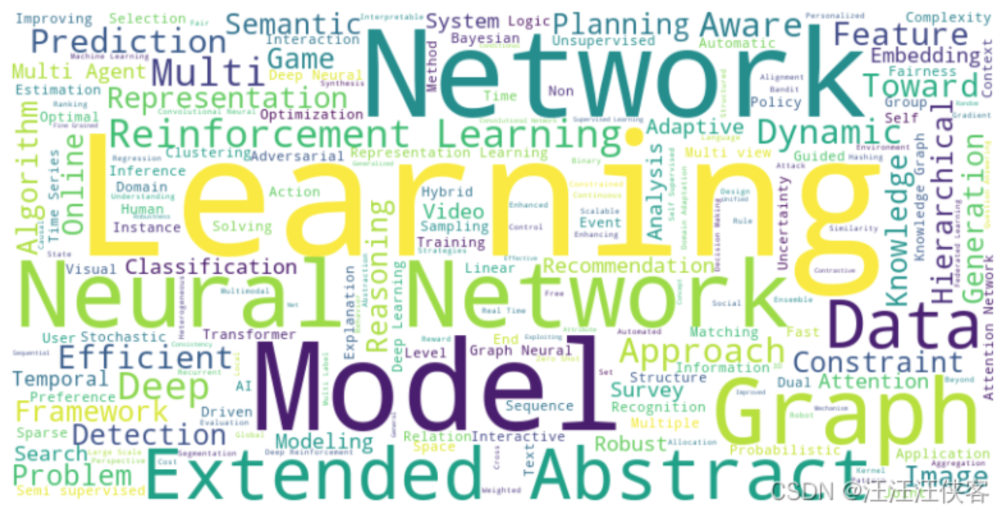 Improving
Selection
Fair
Semantic
Interpretable
System
Logic
Planning
Aware
Personalized
Complexity
Prediction
Interaction
Bayesian
Unsupervised
Automatic
Feature
Machine Learning
Game
Network
Conditional
Embedding
Context
Multi Agent
Multi
Deep Neural
Method
Structured
Alignment
Fairness
Estimation
Synthesis
Time
Non
Bandit
Toward
Ranking
Representation
Policy
Group
Random
Optimal
Convolutional Neural
Optimization
Convolutional Network
Supervised Learning
Self
Gradient
Fine Grained
Algorithm
Reinforcement Learning
Adaptive
Dynamic
Hierarchical
Online
Language
Time Series
Regression
Clustering
Adversarial
Representation Learning
Generalized
Binary
Analysis
Self Supervised
Multi view
Guided
Environment
Hashing
Attack
Knowledge
Knowledge Graph
Generation
Question Answering
Inference
Learning
Domain
Understanding
Action
Hybrid
Constrained
Continuous
Domain Adaptation
Design
Unified
Uncertainty
Human
Robustness
Video
Enhanced
Scalable
Decision Making
Rule
Causal
Instance
Solving
Reasoning
Sampling
Control
Event
Enhancing
Similarity
Federated Learning
State
Training
Strategies
Effective
Visual
Classification
Linear
Recommendation
Contrastive
Neural Network
Multimodal
Net
Heterogeneous
Explanation
Abstraction
Behavior
Deep Learning
Free
Real Time
Concept
Social
Ensemble
Data
Attention Network
User
Stochastic
Transformer
Consistency
Reward
End
Attribute
Exploiting
Automated
Matching
Fast
Sequential
Efficient
Local
Model
Level
Graph Neural
Zero Shot
Approach
Constraint
Recurrent
Multi Label
Information
3D
Temporal
Deep
AI
Set
Structure
Dual
Attention
Beyond
Preference
Survey
Improved
Graph
Framework
Driven
Evaluation
Sequence
Recognition
Robot
Mechanism
Multiple
General
Sparse
Detection
Global
Modeling
Relation
Interactive
Space
Robust
Allocation
Probabilistic
Search
Large Scale
Perspective
Segmentation
Cost
Deep Reinforcement
Cross
Text
Application
Aggregation
Problem
Extended Abstract
Kernel
Pattern
Image
Semi supervised
Weighted
Joint
CSDN @汪汪汪侠客